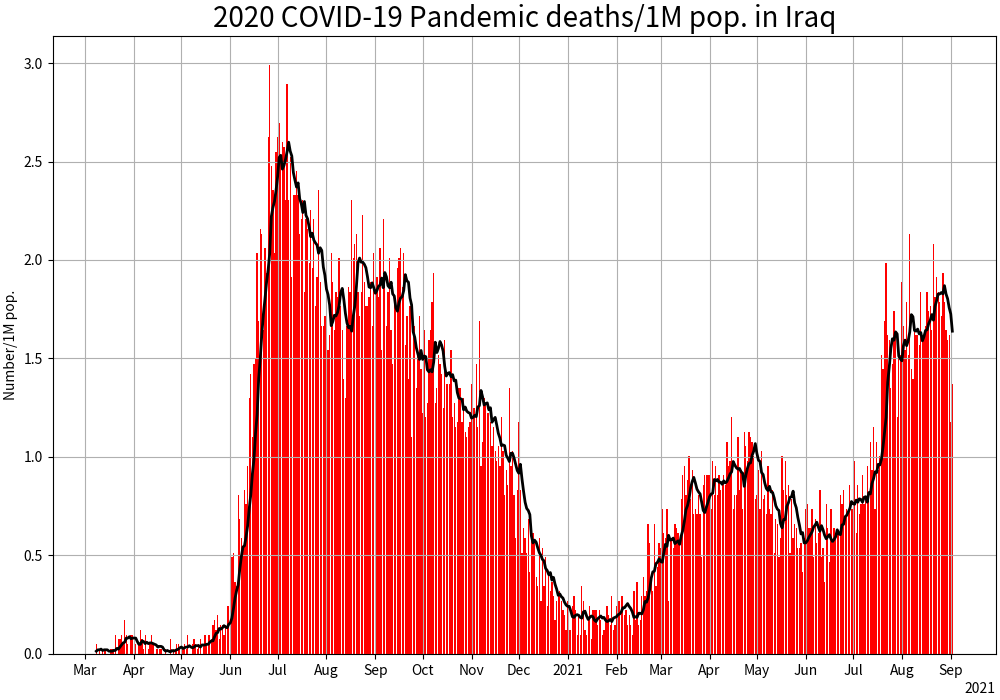 2020 COVID-19 Pandemic deaths/1M pop. in Iraq
Number/1M pop.
3.0
2.5
2.0
1.5
1.0
0.5
0.0
Mar Apr May Jun Jul Aug Sep Oct Nov Dec 2021 Feb Mar Apr May Jun Jul Aug Sep
2021